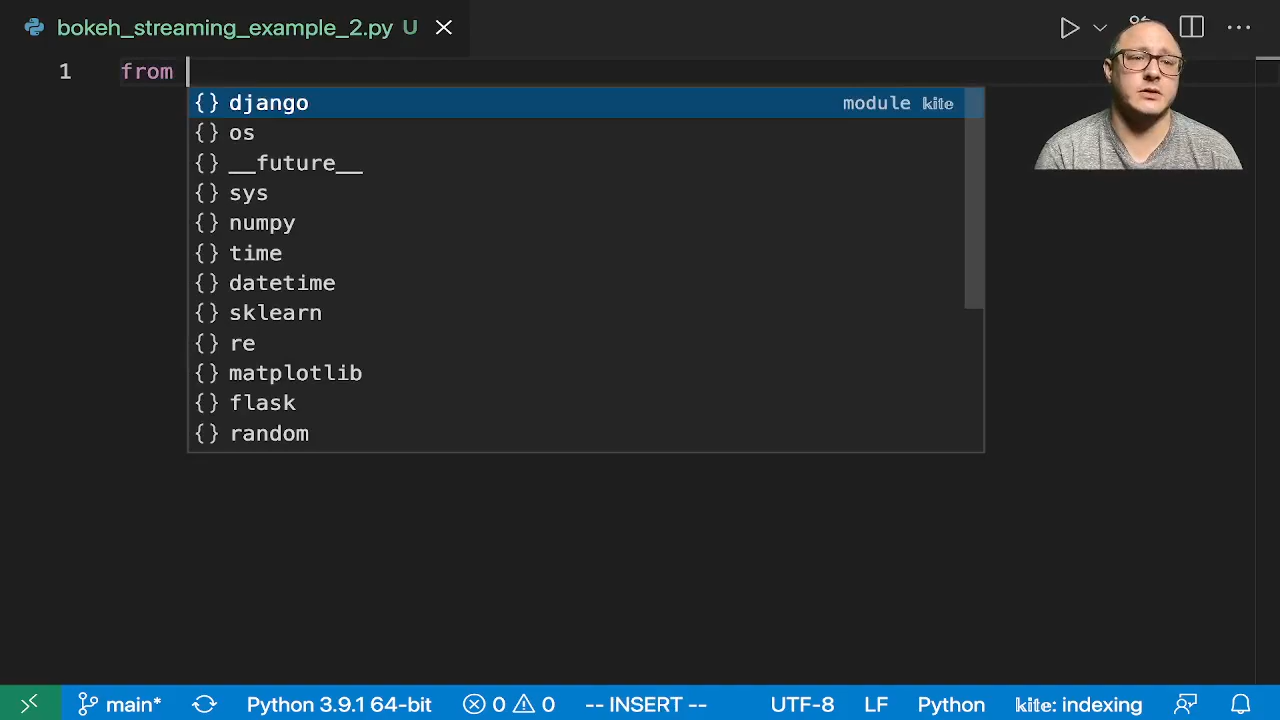 bokeh_streaming_example_2.py U
1 from
{} django module kite
{} os
{} __future__
{} sys
{} numpy
{} time
{} datetime
{} sklearn
{} re
{} matplotlib
{} flask
{} random
main* Python 3.9.1 64-bit 0 0 -- INSERT -- UTF-8 LF Python kite: indexing